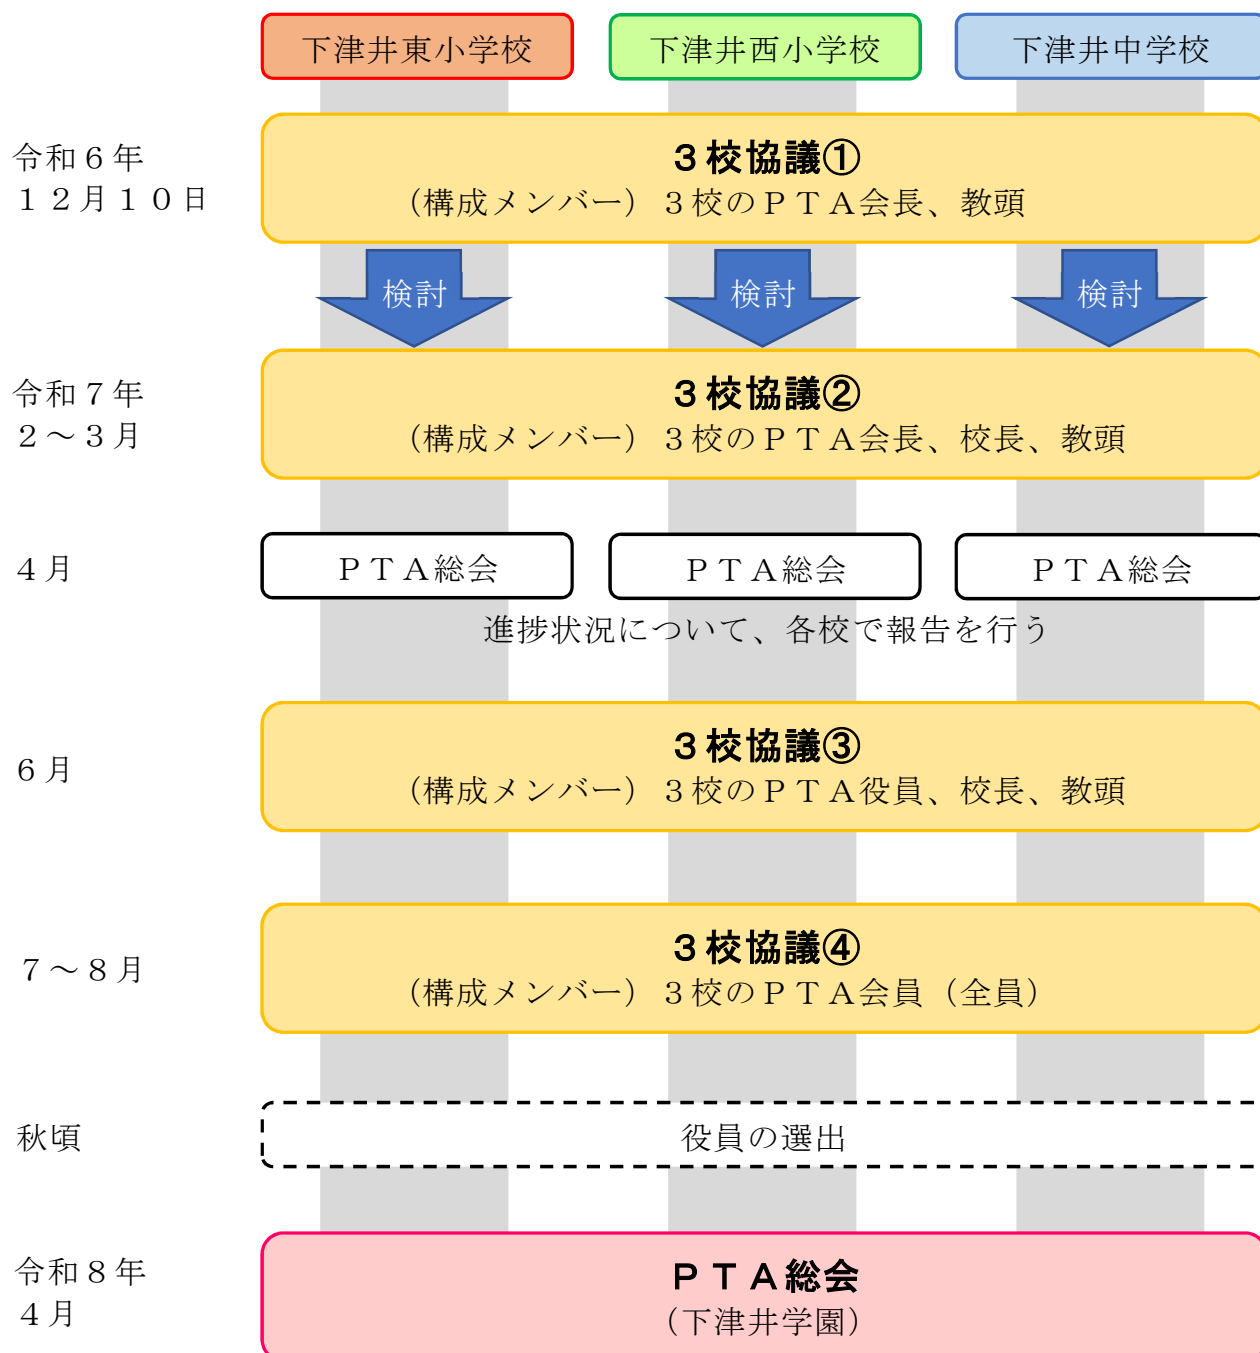 下津井東小学校
下津井西小学校
下津井中学校
令和６年
１２月１０日
３校協議①
（構成メンバー）３校のＰＴＡ会長、教頭
検討
検討
検討
令和７年
２～３月
３校協議②
（構成メンバー）３校のＰＴＡ会長、校長、教頭
４月
ＰＴＡ総会
ＰＴＡ総会
ＰＴＡ総会
進捗状況について、各校で報告を行う
６月
３校協議③
（構成メンバー）３校のＰＴＡ役員、校長、教頭
７～８月
３校協議④
（構成メンバー）３校のＰＴＡ会員（全員）
秋頃
役員の選出
令和８年
４月
ＰＴＡ総会
（下津井学園）